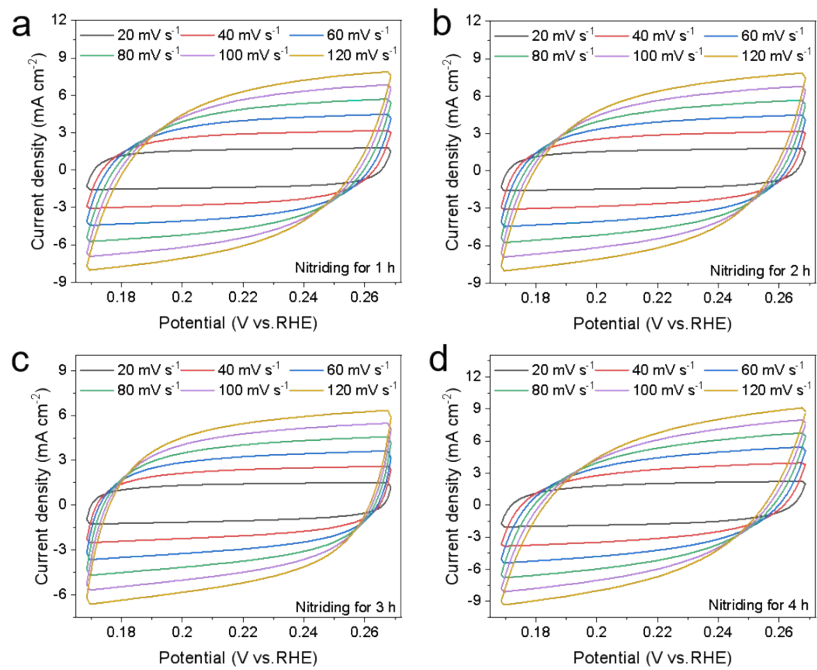 a
20 mV s⁻¹ 40 mV s⁻¹ 60 mV s⁻¹
80 mV s⁻¹ 100 mV s⁻¹ 120 mV s⁻¹
Current density (mA cm⁻²)
12
9
6
3
0
-3
-6
-9
Nitriding for 1 h
0.18 0.20 0.22 0.24 0.26
Potential (V vs.RHE)
b
20 mV s⁻¹ 40 mV s⁻¹ 60 mV s⁻¹
80 mV s⁻¹ 100 mV s⁻¹ 120 mV s⁻¹
Current density (mA cm⁻²)
12
9
6
3
0
-3
-6
-9
Nitriding for 2 h
0.18 0.20 0.22 0.24 0.26
Potential (V vs.RHE)
c
20 mV s⁻¹ 40 mV s⁻¹ 60 mV s⁻¹
80 mV s⁻¹ 100 mV s⁻¹ 120 mV s⁻¹
Current density (mA cm⁻²)
9
6
3
0
-3
-6
Nitriding for 3 h
0.18 0.20 0.22 0.24 0.26
Potential (V vs.RHE)
d
20 mV s⁻¹ 40 mV s⁻¹ 60 mV s⁻¹
80 mV s⁻¹ 100 mV s⁻¹ 120 mV s⁻¹
Current density (mA cm⁻²)
12
9
6
3
0
-3
-6
-9
Nitriding for 4 h
0.18 0.20 0.22 0.24 0.26
Potential (V vs.RHE)